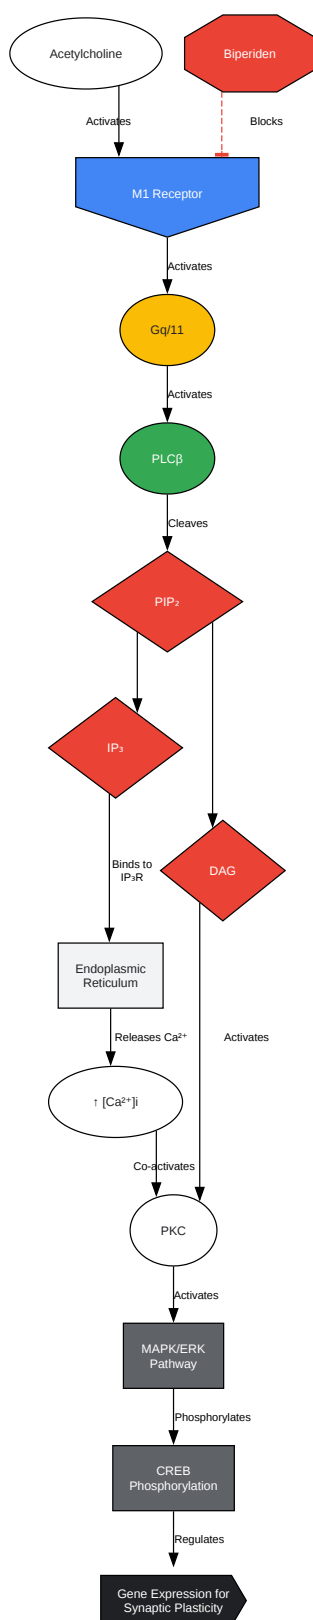 Acetylcholine
Biperiden
Activates
Blocks
M1 Receptor
Activates
Gq/11
Activates
PLCβ
Cleaves
PIP₂
IP₃
Binds to
IP₃R
DAG
Endoplasmic
Reticulum
Releases Ca²⁺
Activates
↑ [Ca²⁺]i
Co-activates
PKC
Activates
MAPK/ERK
Pathway
Phosphorylates
CREB
Phosphorylation
Regulates
Gene Expression for
Synaptic Plasticity